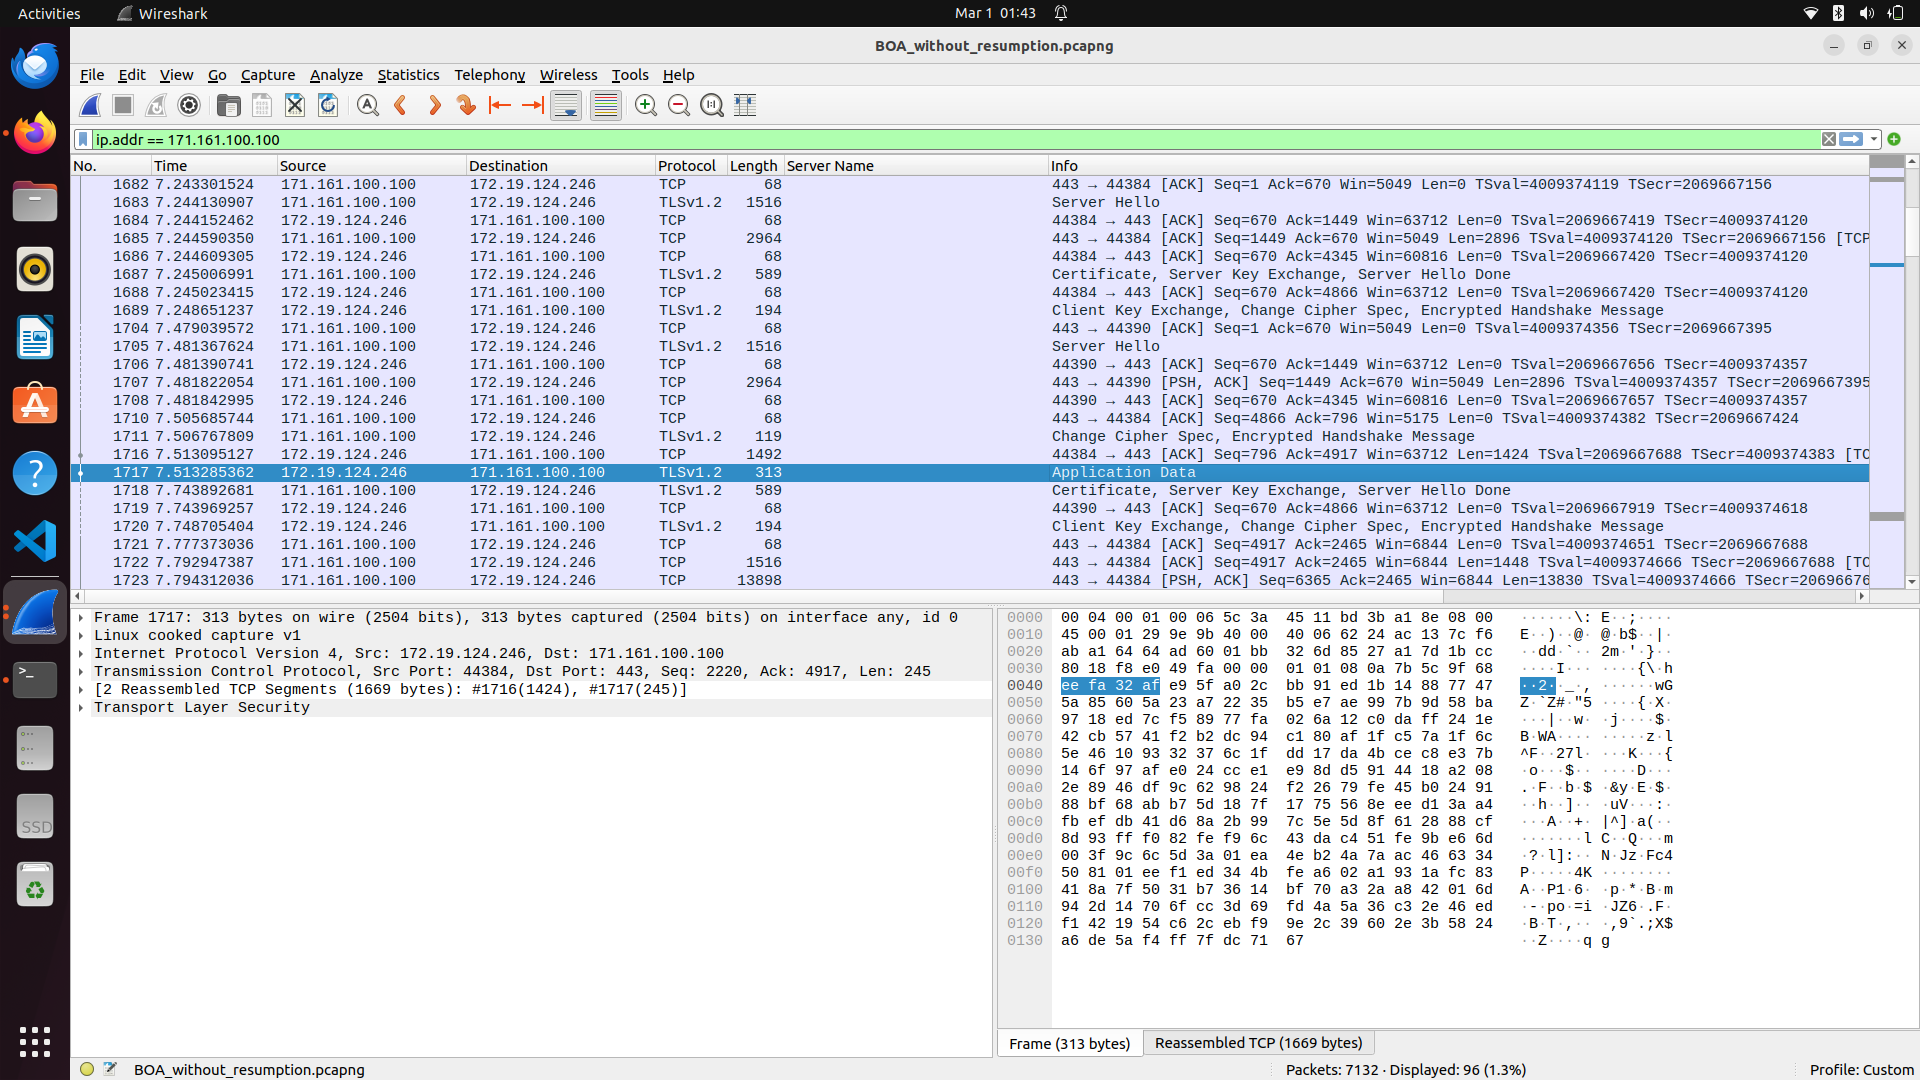 Activities Wireshark Mar 1 01:43
BOA_without_resumption.pcapng
File Edit View Go Capture Analyze Statistics Telephony Wireless Tools Help
ip.addr == 171.161.100.100
No. Time Source Destination Protocol Length Server Name Info
1682 7.243301524 171.161.100.100 172.19.124.246 TCP 68 443 → 44384 [ACK] Seq=1 Ack=670 Win=5049 Len=0 TSval=4009374119 TSecr=2069667156
1683 7.244130907 171.161.100.100 172.19.124.246 TLSv1.2 1516 Server Hello
1684 7.244152462 172.19.124.246 171.161.100.100 TCP 68 44384 → 443 [ACK] Seq=670 Ack=1449 Win=63712 Len=0 TSval=2069667419 TSecr=4009374120
1685 7.244590350 171.161.100.100 172.19.124.246 TCP 2964 443 → 44384 [ACK] Seq=1449 Ack=670 Win=5049 Len=2896 TSval=4009374120 TSecr=2069667156 [TCP
1686 7.244609305 172.19.124.246 171.161.100.100 TCP 68 44384 → 443 [ACK] Seq=670 Ack=4345 Win=60816 Len=0 TSval=2069667420 TSecr=4009374120
1687 7.245006991 171.161.100.100 172.19.124.246 TLSv1.2 589 Certificate, Server Key Exchange, Server Hello Done
1688 7.245023415 172.19.124.246 171.161.100.100 TCP 68 44384 → 443 [ACK] Seq=670 Ack=4866 Win=63712 Len=0 TSval=2069667420 TSecr=4009374120
1689 7.248651237 172.19.124.246 171.161.100.100 TLSv1.2 194 Client Key Exchange, Change Cipher Spec, Encrypted Handshake Message
1704 7.479039572 171.161.100.100 172.19.124.246 TCP 68 443 → 44390 [ACK] Seq=1 Ack=670 Win=5049 Len=0 TSval=4009374356 TSecr=2069667395
1705 7.481367624 171.161.100.100 172.19.124.246 TLSv1.2 1516 Server Hello
1706 7.481390741 172.19.124.246 171.161.100.100 TCP 68 44390 → 443 [ACK] Seq=670 Ack=1449 Win=63712 Len=0 TSval=2069667656 TSecr=4009374357
1707 7.481822054 171.161.100.100 172.19.124.246 TCP 2964 443 → 44390 [PSH, ACK] Seq=1449 Ack=670 Win=5049 Len=2896 TSval=4009374357 TSecr=2069667395
1708 7.481842995 172.19.124.246 171.161.100.100 TCP 68 44390 → 443 [ACK] Seq=670 Ack=4345 Win=60816 Len=0 TSval=2069667657 TSecr=4009374357
1710 7.505685744 171.161.100.100 172.19.124.246 TCP 68 443 → 44384 [ACK] Seq=4866 Ack=796 Win=5175 Len=0 TSval=4009374382 TSecr=2069667424
1711 7.506767809 171.161.100.100 172.19.124.246 TLSv1.2 119 Change Cipher Spec, Encrypted Handshake Message
1716 7.513095127 172.19.124.246 171.161.100.100 TCP 1492 44384 → 443 [ACK] Seq=796 Ack=4917 Win=63712 Len=1424 TSval=2069667688 TSecr=4009374383 [TC
1717 7.513285362 172.19.124.246 171.161.100.100 TLSv1.2 313 Application Data
1718 7.743892681 171.161.100.100 172.19.124.246 TLSv1.2 589 Certificate, Server Key Exchange, Server Hello Done
1719 7.743969257 172.19.124.246 171.161.100.100 TCP 68 44390 → 443 [ACK] Seq=670 Ack=4866 Win=63712 Len=0 TSval=2069667919 TSecr=4009374618
1720 7.748705404 172.19.124.246 171.161.100.100 TLSv1.2 194 Client Key Exchange, Change Cipher Spec, Encrypted Handshake Message
1721 7.777373036 171.161.100.100 172.19.124.246 TCP 68 443 → 44384 [ACK] Seq=4917 Ack=2465 Win=6844 Len=0 TSval=4009374651 TSecr=2069667688
1722 7.792947387 171.161.100.100 172.19.124.246 TCP 1516 443 → 44384 [ACK] Seq=4917 Ack=2465 Win=6844 Len=1448 TSval=4009374666 TSecr=2069667688 [TC
1723 7.794312036 171.161.100.100 172.19.124.246 TCP 13898 443 → 44384 [PSH, ACK] Seq=6365 Ack=2465 Win=6844 Len=13830 TSval=4009374666 TSecr=20696676
Frame 1717: 313 bytes on wire (2504 bits), 313 bytes captured (2504 bits) on interface any, id 0
Linux cooked capture v1
Internet Protocol Version 4, Src: 172.19.124.246, Dst: 171.161.100.100
Transmission Control Protocol, Src Port: 44384, Dst Port: 443, Seq: 2220, Ack: 4917, Len: 245
[2 Reassembled TCP Segments (1669 bytes): #1716(1424), #1717(245)]
Transport Layer Security
0000 00 04 00 01 00 06 5c 3a 45 11 bd 3b a1 8e 08 00 ······\: E··;····
0010 45 00 01 29 9e 9b 40 00 40 06 62 24 ac 13 7c f6 E··)··@· @·b$··|·
0020 ab a1 64 64 ad 60 01 bb 32 6d 85 27 a1 7d 1b cc ··dd·`·· 2m·'·}··
0030 80 18 f8 e0 49 fa 00 00 01 01 08 0a 7b 5c 9f 68 ····I··· ····{\·h
0040 ee fa 32 af e9 5f a0 2c bb 91 ed 1b 14 88 77 47 ··2··_·, ······wG
0050 5a 85 60 5a 23 a7 22 35 b5 e7 ae 99 7b 9d 58 ba Z·`Z#·"5 ····{·X·
0060 97 18 ed 7c f5 89 77 fa 02 6a 12 c0 da ff 24 1e ···|··w· ·j····$·
0070 42 cb 57 41 f2 b2 dc 94 c1 80 af 1f c5 7a 1f 6c B·WA···· ·····z·l
0080 5e 46 10 93 32 37 6c 1f dd 17 da 4b ce c8 e3 7b ^F··27l· ···K···{
0090 14 6f 97 af e0 24 cc e1 e9 8d d5 91 44 18 a2 08 ·o···$·· ····D···
00a0 2e 89 46 df 9c 62 98 24 f2 26 79 fe 45 b0 24 91 .·F··b·$ ·&y·E·$·
00b0 88 bf 68 ab b7 5d 18 7f 17 75 56 8e ee d1 3a a4 ··h··]·· ·uV···:·
00c0 fb ef db 41 d6 8a 2b 99 7c 5e 5d 8f 61 28 88 cf ···A··+· |^]·a(··
00d0 8d 93 ff f0 82 fe f9 6c 43 da c4 51 fe 9b e6 6d ·······l C··Q···m
00e0 00 3f 9c 6c 5d 3a 01 ea 4e b2 4a 7a ac 46 63 34 ·?·l]:·· N·Jz·Fc4
00f0 50 81 01 ee f1 ed 34 4b fe a6 02 a1 93 1a fc 83 P·····4K ········
0100 41 8a 7f 50 31 b7 36 14 bf 70 a3 2a a8 42 01 6d A··P1·6· ·p·*·B·m
0110 94 2d 14 70 6f cc 3d 69 fd 4a 5a 36 c3 2e 46 ed ·-·po·=i ·JZ6·.F·
0120 f1 42 19 54 c6 2c eb f9 9e 2c 39 60 2e 3b 58 24 ·B·T·,·· ·,9`.;X$
0130 a6 de 5a f4 ff 7f dc 71 67 ··Z····q g
SSD
Frame (313 bytes) Reassembled TCP (1669 bytes)
BOA_without_resumption.pcapng Packets: 7132 · Displayed: 96 (1.3%) Profile: Custom